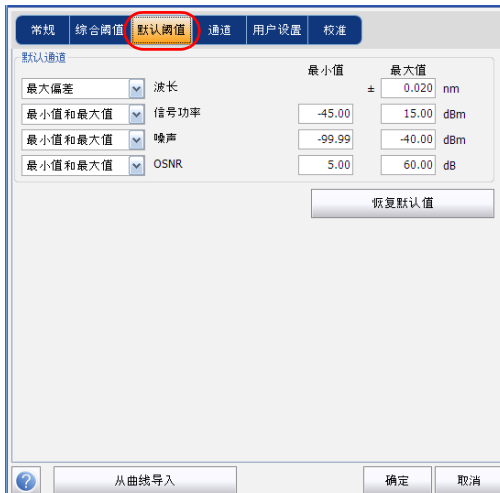 常规 综合阈值 默认阈值 通道 用户设置 校准
默认通道
最小值 最大值
最大偏差 波长 ± 0.020 nm
最小值和最大值 信号功率 -45.00 15.00 dBm
最小值和最大值 噪声 -99.99 -40.00 dBm
最小值和最大值 OSNR 5.00 60.00 dB
恢复默认值
? 从曲线导入 确定 取消